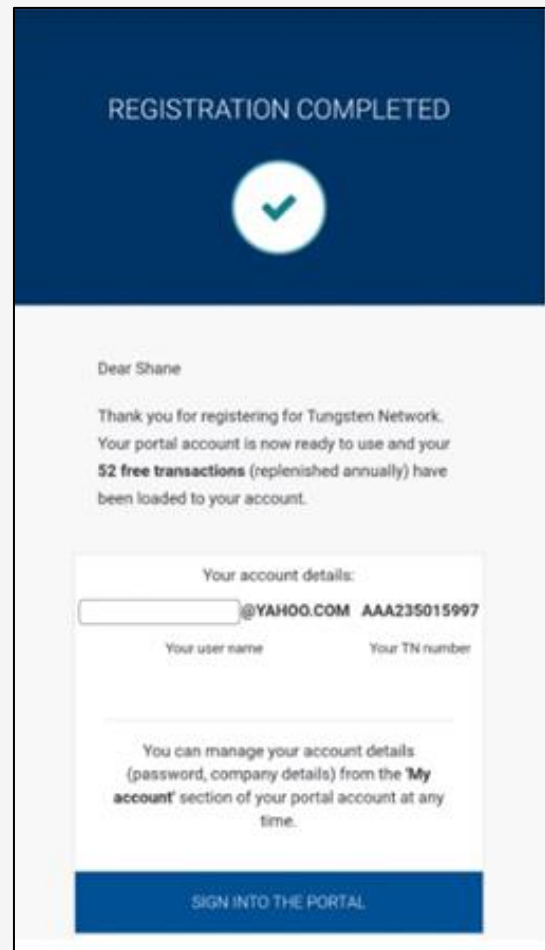 REGISTRATION COMPLETED
Dear Shane
Thank you for registering for Tungsten Network.
Your portal account is now ready to use and your
52 free transactions (replenished annually) have
been loaded to your account.
Your account details:
@YAHOO.COM AAA235015997
Your user name Your TN number
You can manage your account details
(password, company details) from the 'My
account' section of your portal account at any
time.
SIGN INTO THE PORTAL